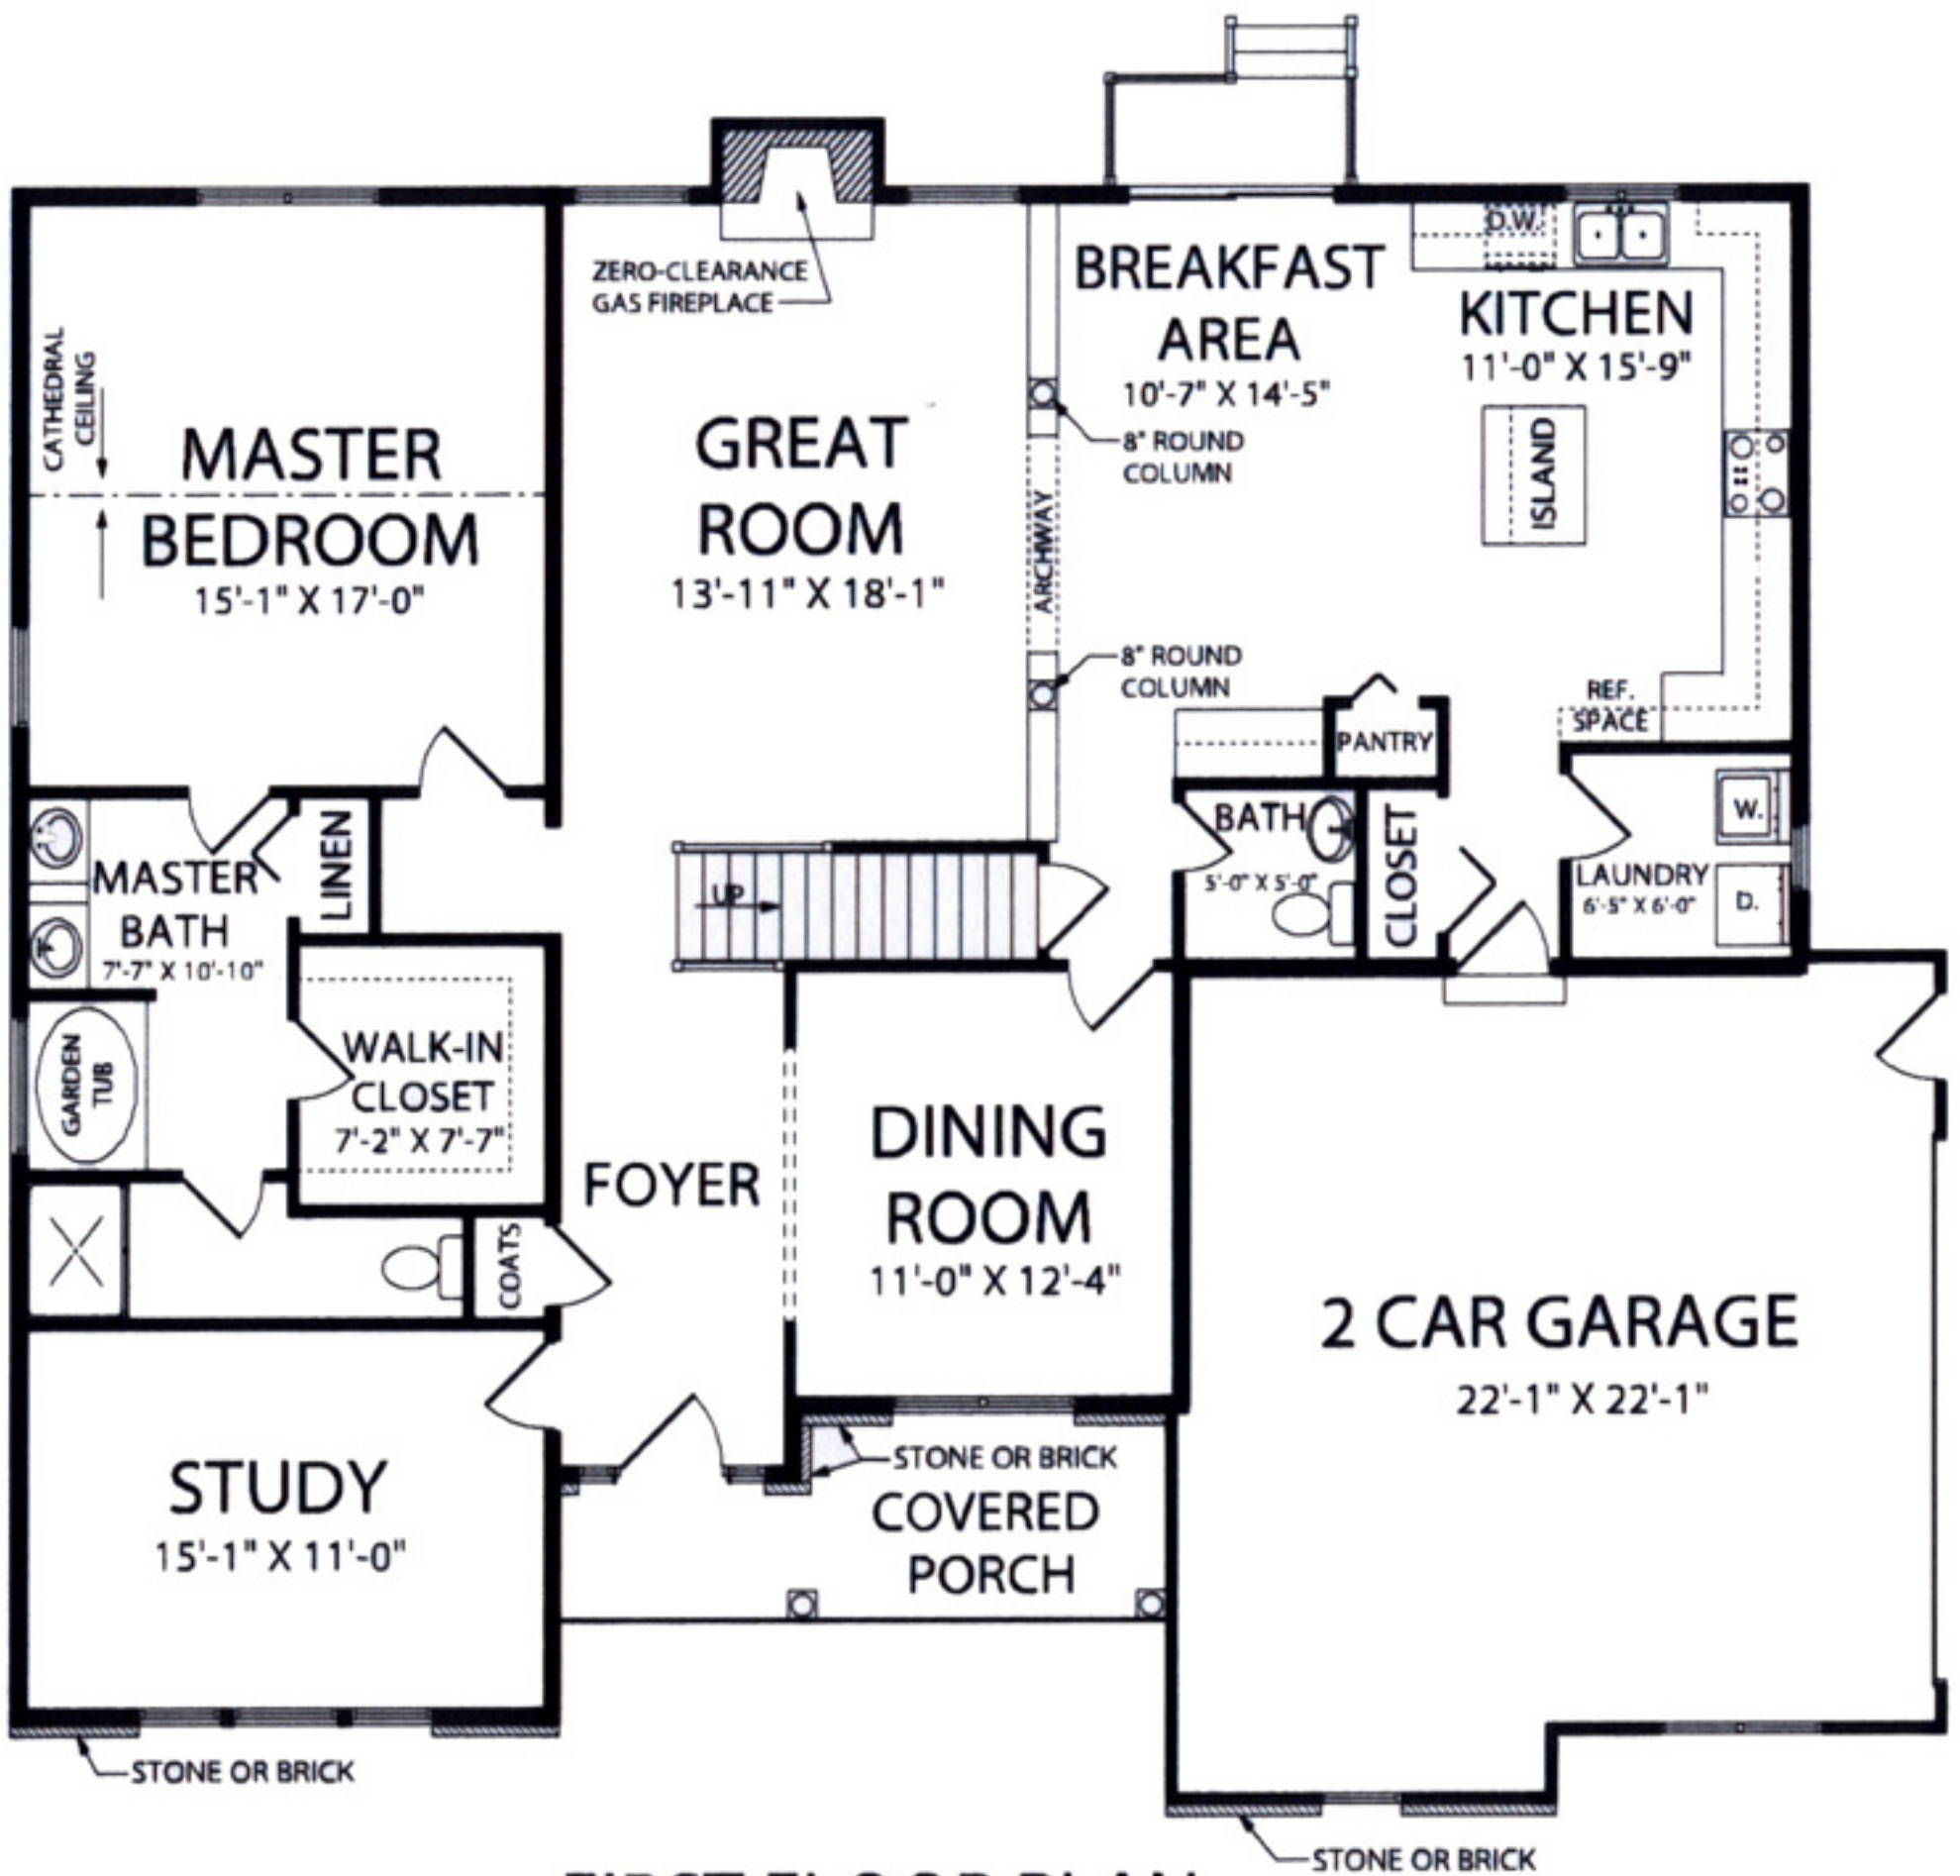 ZERO-CLEARANCE
GAS FIREPLACE
CATHEDRAL
CEILING
MASTER
BEDROOM
15'-1" X 17'-0"
GREAT
ROOM
13'-11" X 18'-1"
ARCHWAY
BREAKFAST
AREA
10'-7" X 14'-5"
8" ROUND
COLUMN
8" ROUND
COLUMN
D.W.
KITCHEN
11'-0" X 15'-9"
ISLAND
REF.
SPACE
PANTRY
BATH
5'-0" X 5'-0"
CLOSET
LAUNDRY
6'-5" X 6'-0"
W.
D.
LINEN
MASTER
BATH
7'-7" X 10'-10"
UP
GARDEN
TUB
WALK-IN
CLOSET
7'-2" X 7'-7"
FOYER
COATS
DINING
ROOM
11'-0" X 12'-4"
2 CAR GARAGE
22'-1" X 22'-1"
STUDY
15'-1" X 11'-0"
STONE OR BRICK
COVERED
PORCH
STONE OR BRICK
STONE OR BRICK
FIRST FLOOR PLAN